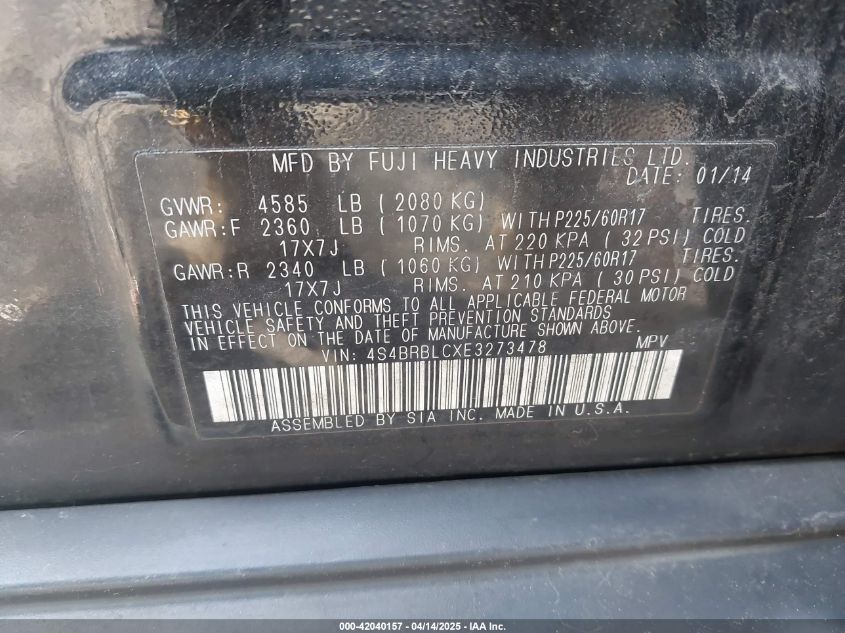 MFD BY FUJI HEAVY INDUSTRIES LTD.
DATE: 01/14
GVWR: 4585 LB ( 2080 KG)
GAWR:F 2360 LB ( 1070 KG) WITH P225/60R17 TIRES.
17X7J RIMS. AT 220 KPA ( 32 PSI) COLD
GAWR:R 2340 LB ( 1060 KG) WITH P225/60R17 TIRES.
17X7J RIMS. AT 210 KPA ( 30 PSI) COLD
THIS VEHICLE CONFORMS TO ALL APPLICABLE FEDERAL MOTOR
VEHICLE SAFETY AND THEFT PREVENTION STANDARDS
IN EFFECT ON THE DATE OF MANUFACTURE SHOWN ABOVE.
VIN: 4S4BRBLCXE3273478 MPV
ASSEMBLED BY SIA INC. MADE IN U.S.A.
000-42040157 - 04/14/2025 - IAA Inc.